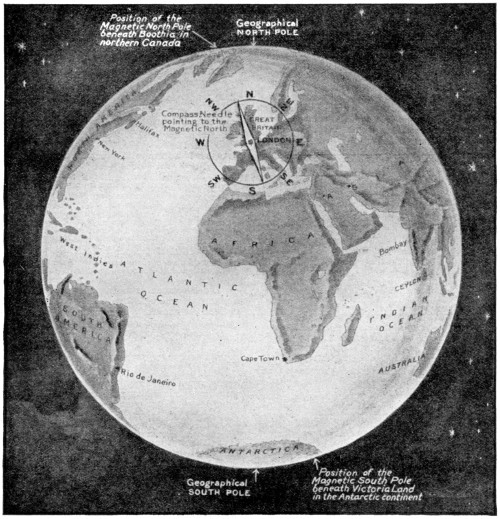 Position of the
Magnetic North Pole
beneath Boothia, in
northern Canada
Geographical
NORTH POLE
N
NW
NE
Compass Needle
pointing to the
Magnetic North
GREAT
BRITAIN
LONDON
W
E
SW
SE
S
AMERICA
Halifax
New York
West Indies
ATLANTIC
OCEAN
AFRICA
A
S
I
A
Bombay
CEYLON
INDIAN
OCEAN
SOUTH
AMERICA
Rio de Janeiro
Cape Town
AUSTRALIA
ANTARCTICA
Geographical
SOUTH POLE
Position of the
Magnetic South Pole
beneath Victoria Land
in the Antarctic continent